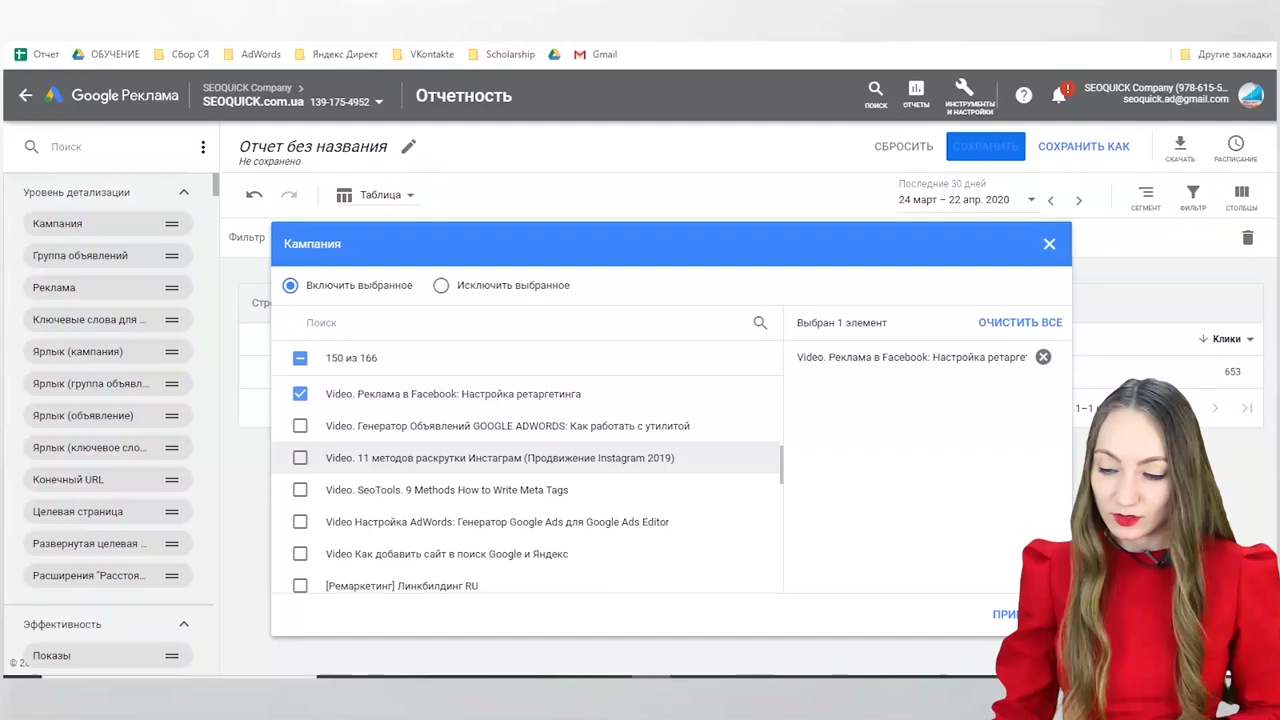 Отчет
ОБУЧЕНИЕ
Сбор СЯ
AdWords
Яндекс Директ
VKontakte
Scholarship
Gmail
Другие закладки
Google Реклама
SEOQUICK Company
SEOQUICK.com.ua 139-175-4952
Отчетность
ПОИСК
ОТЧЕТЫ
ИНСТРУМЕНТЫ
И НАСТРОЙКИ
SEOQUICK Company (978-615-5...
seoquick.ad@gmail.com
Поиск
Отчет без названия
Не сохранено
СБРОСИТЬ
СОХРАНИТЬ
СОХРАНИТЬ КАК
СКАЧАТЬ
РАСПИСАНИЕ
Таблица
Последние 30 дней
24 март – 22 апр. 2020
СЕГМЕНТ
ФИЛЬТР
СТОЛБЦЫ
Фильтр
Уровень детализации
Кампания
Группа объявлений
Реклама
Ключевые слова для ...
Ярлык (кампания)
Ярлык (группа объявл...
Ярлык (объявление)
Ярлык (ключевое сло...
Конечный URL
Целевая страница
Развернутая целевая ...
Расширения "Расстоя...
Эффективность
Показы
Кампания
Включить выбранное
Исключить выбранное
Поиск
150 из 166
Video. Реклама в Facebook: Настройка ретаргетинга
Video. Генератор Объявлений GOOGLE ADWORDS: Как работать с утилитой
Video. 11 методов раскрутки Инстаграм (Продвижение Instagram 2019)
Video. SeoTools. 9 Methods How to Write Meta Tags
Video Настройка AdWords: Генератор Google Ads для Google Ads Editor
Video Как добавить сайт в поиск Google и Яндекс
[Ремаркетинг] Линкбилдинг RU
Выбран 1 элемент
ОЧИСТИТЬ ВСЕ
Video. Реклама в Facebook: Настройка ретарге
Клики
653